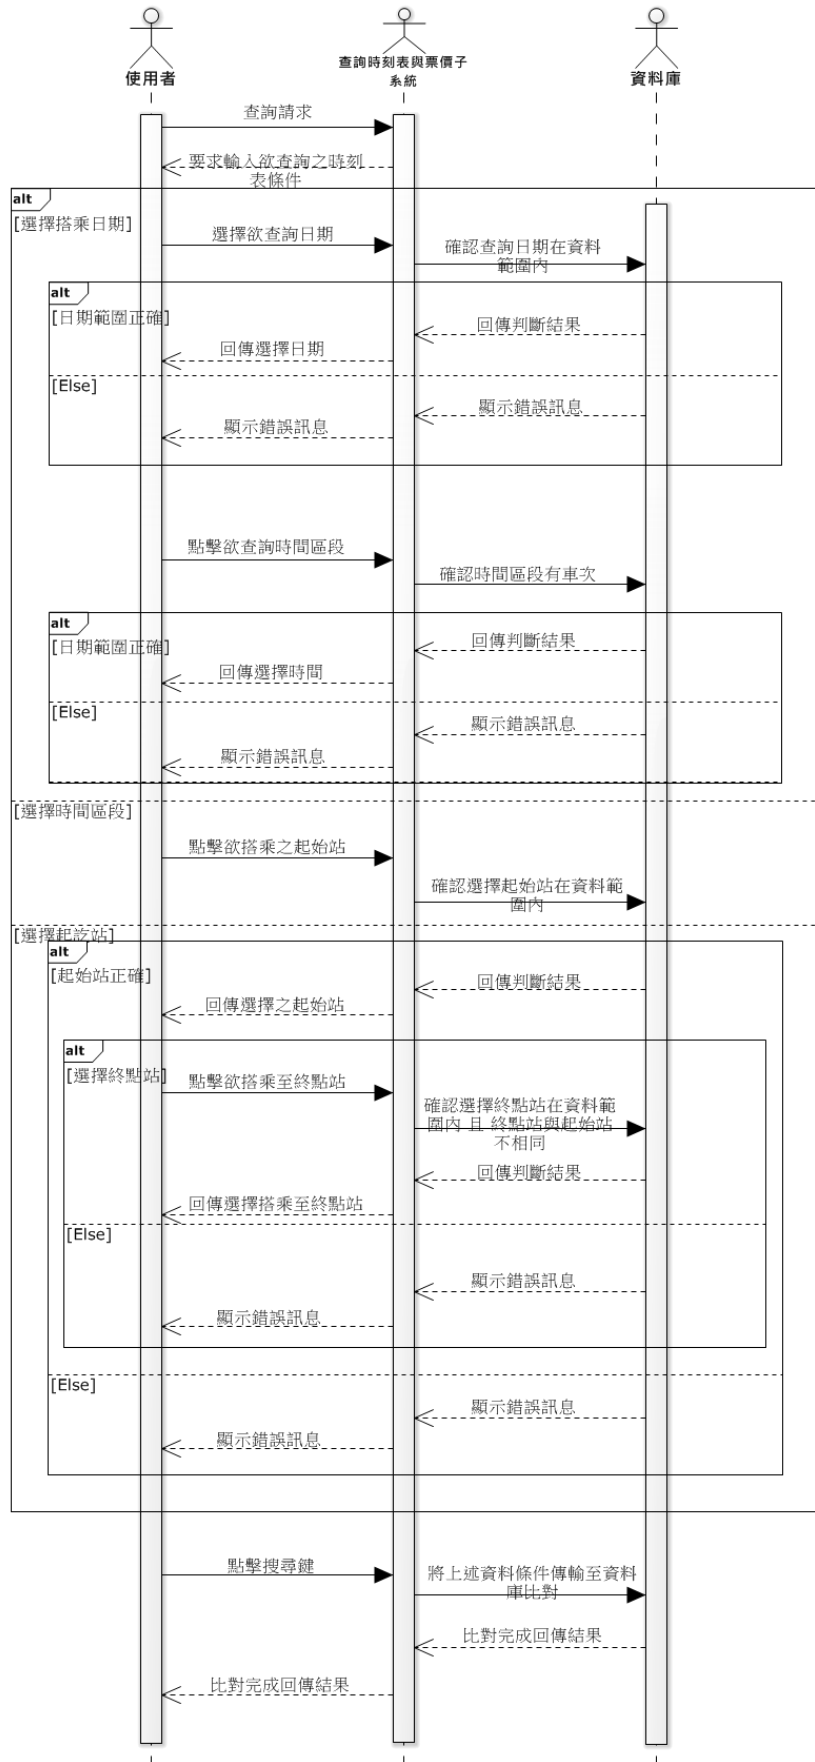 使用者
查詢時刻表與票價子
系統
資料庫
查詢請求
要求輸入欲查詢之時刻
表條件
alt
[選擇搭乘日期]
選擇欲查詢日期
確認查詢日期在資料
範圍內
alt
[日期範圍正確]
回傳判斷結果
回傳選擇日期
[Else]
顯示錯誤訊息
顯示錯誤訊息
點擊欲查詢時間區段
確認時間區段有車次
alt
[日期範圍正確]
回傳判斷結果
回傳選擇時間
[Else]
顯示錯誤訊息
顯示錯誤訊息
[選擇時間區段]
點擊欲搭乘之起始站
確認選擇起始站在資料範
圍內
[選擇起訖站]
alt
[起始站正確]
回傳判斷結果
回傳選擇之起始站
alt
[選擇終點站]
點擊欲搭乘至終點站
確認選擇終點站在資料範
圍內 且 終點站與起始站
不相同
回傳判斷結果
回傳選擇搭乘至終點站
[Else]
顯示錯誤訊息
顯示錯誤訊息
[Else]
顯示錯誤訊息
顯示錯誤訊息
點擊搜尋鍵
將上述資料條件傳輸至資料
庫比對
比對完成回傳結果
比對完成回傳結果